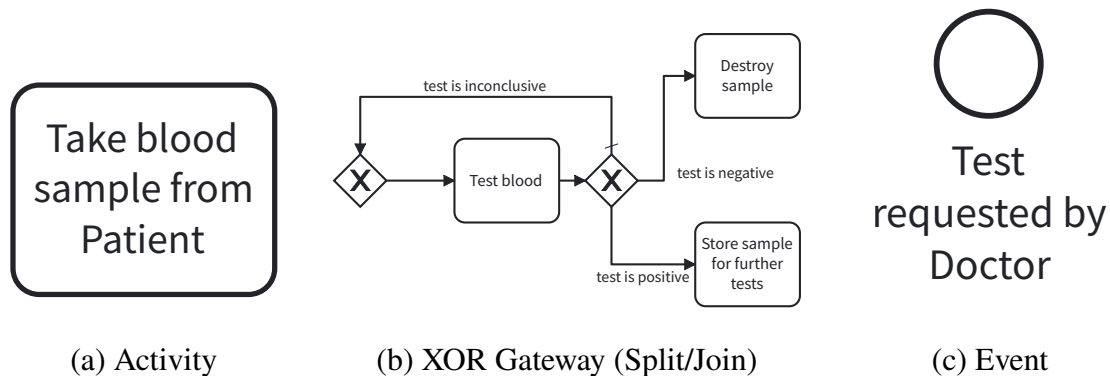 Take blood
sample from
Patient
(a) Activity
test is inconclusive
X
Test blood
X
Destroy
sample
test is negative
test is positive
Store sample
for further
tests
(b) XOR Gateway (Split/Join)
Test
requested by
Doctor
(c) Event